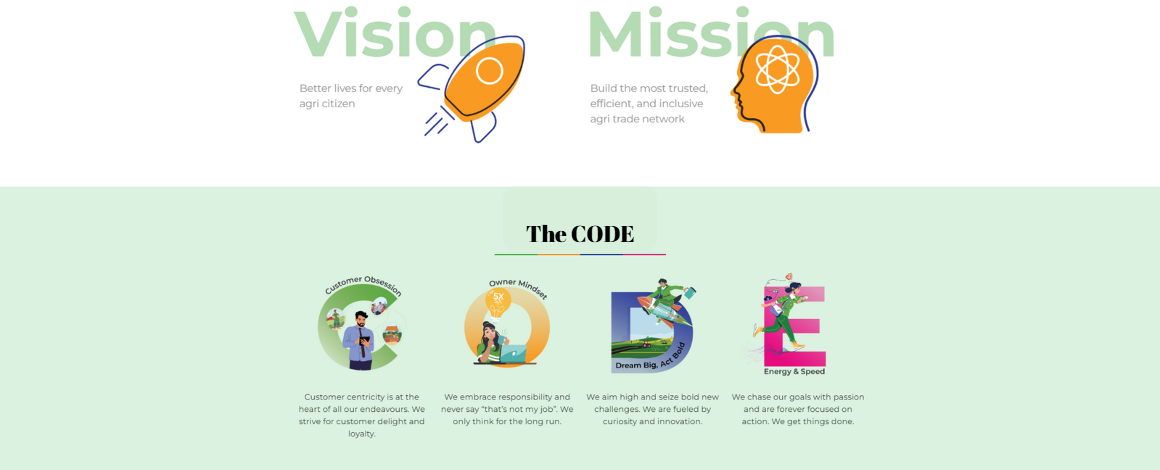 Vision
Better lives for every
agri citizen
Mission
Build the most trusted,
efficient, and inclusive
agri trade network
The CODE
Customer Obsession
Customer centricity is at the
heart of all our endeavours. We
strive for customer delight and
loyalty.
Owner Mindset
5X
We embrace responsibility and
never say “that’s not my job”. We
only think for the long run.
Dream Big, Act Bold
We aim high and seize bold new
challenges. We are fueled by
curiosity and innovation.
Energy & Speed
We chase our goals with passion
and are forever focused on
action. We get things done.